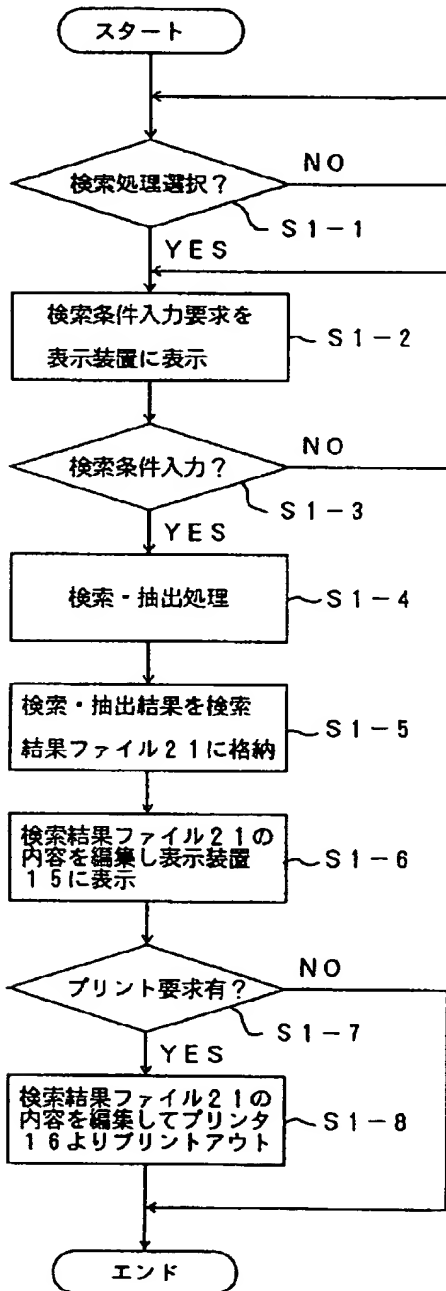 スタート
検索処理選択？
NO
S1-1
YES
検索条件入力要求を
表示装置に表示
S1-2
検索条件入力？
NO
S1-3
YES
検索・抽出処理
S1-4
検索・抽出結果を検索
結果ファイル21に格納
S1-5
検索結果ファイル21の
内容を編集し表示装置
15に表示
S1-6
プリント要求有？
NO
S1-7
YES
検索結果ファイル21の
内容を編集してプリンタ
16よりプリントアウト
S1-8
エンド